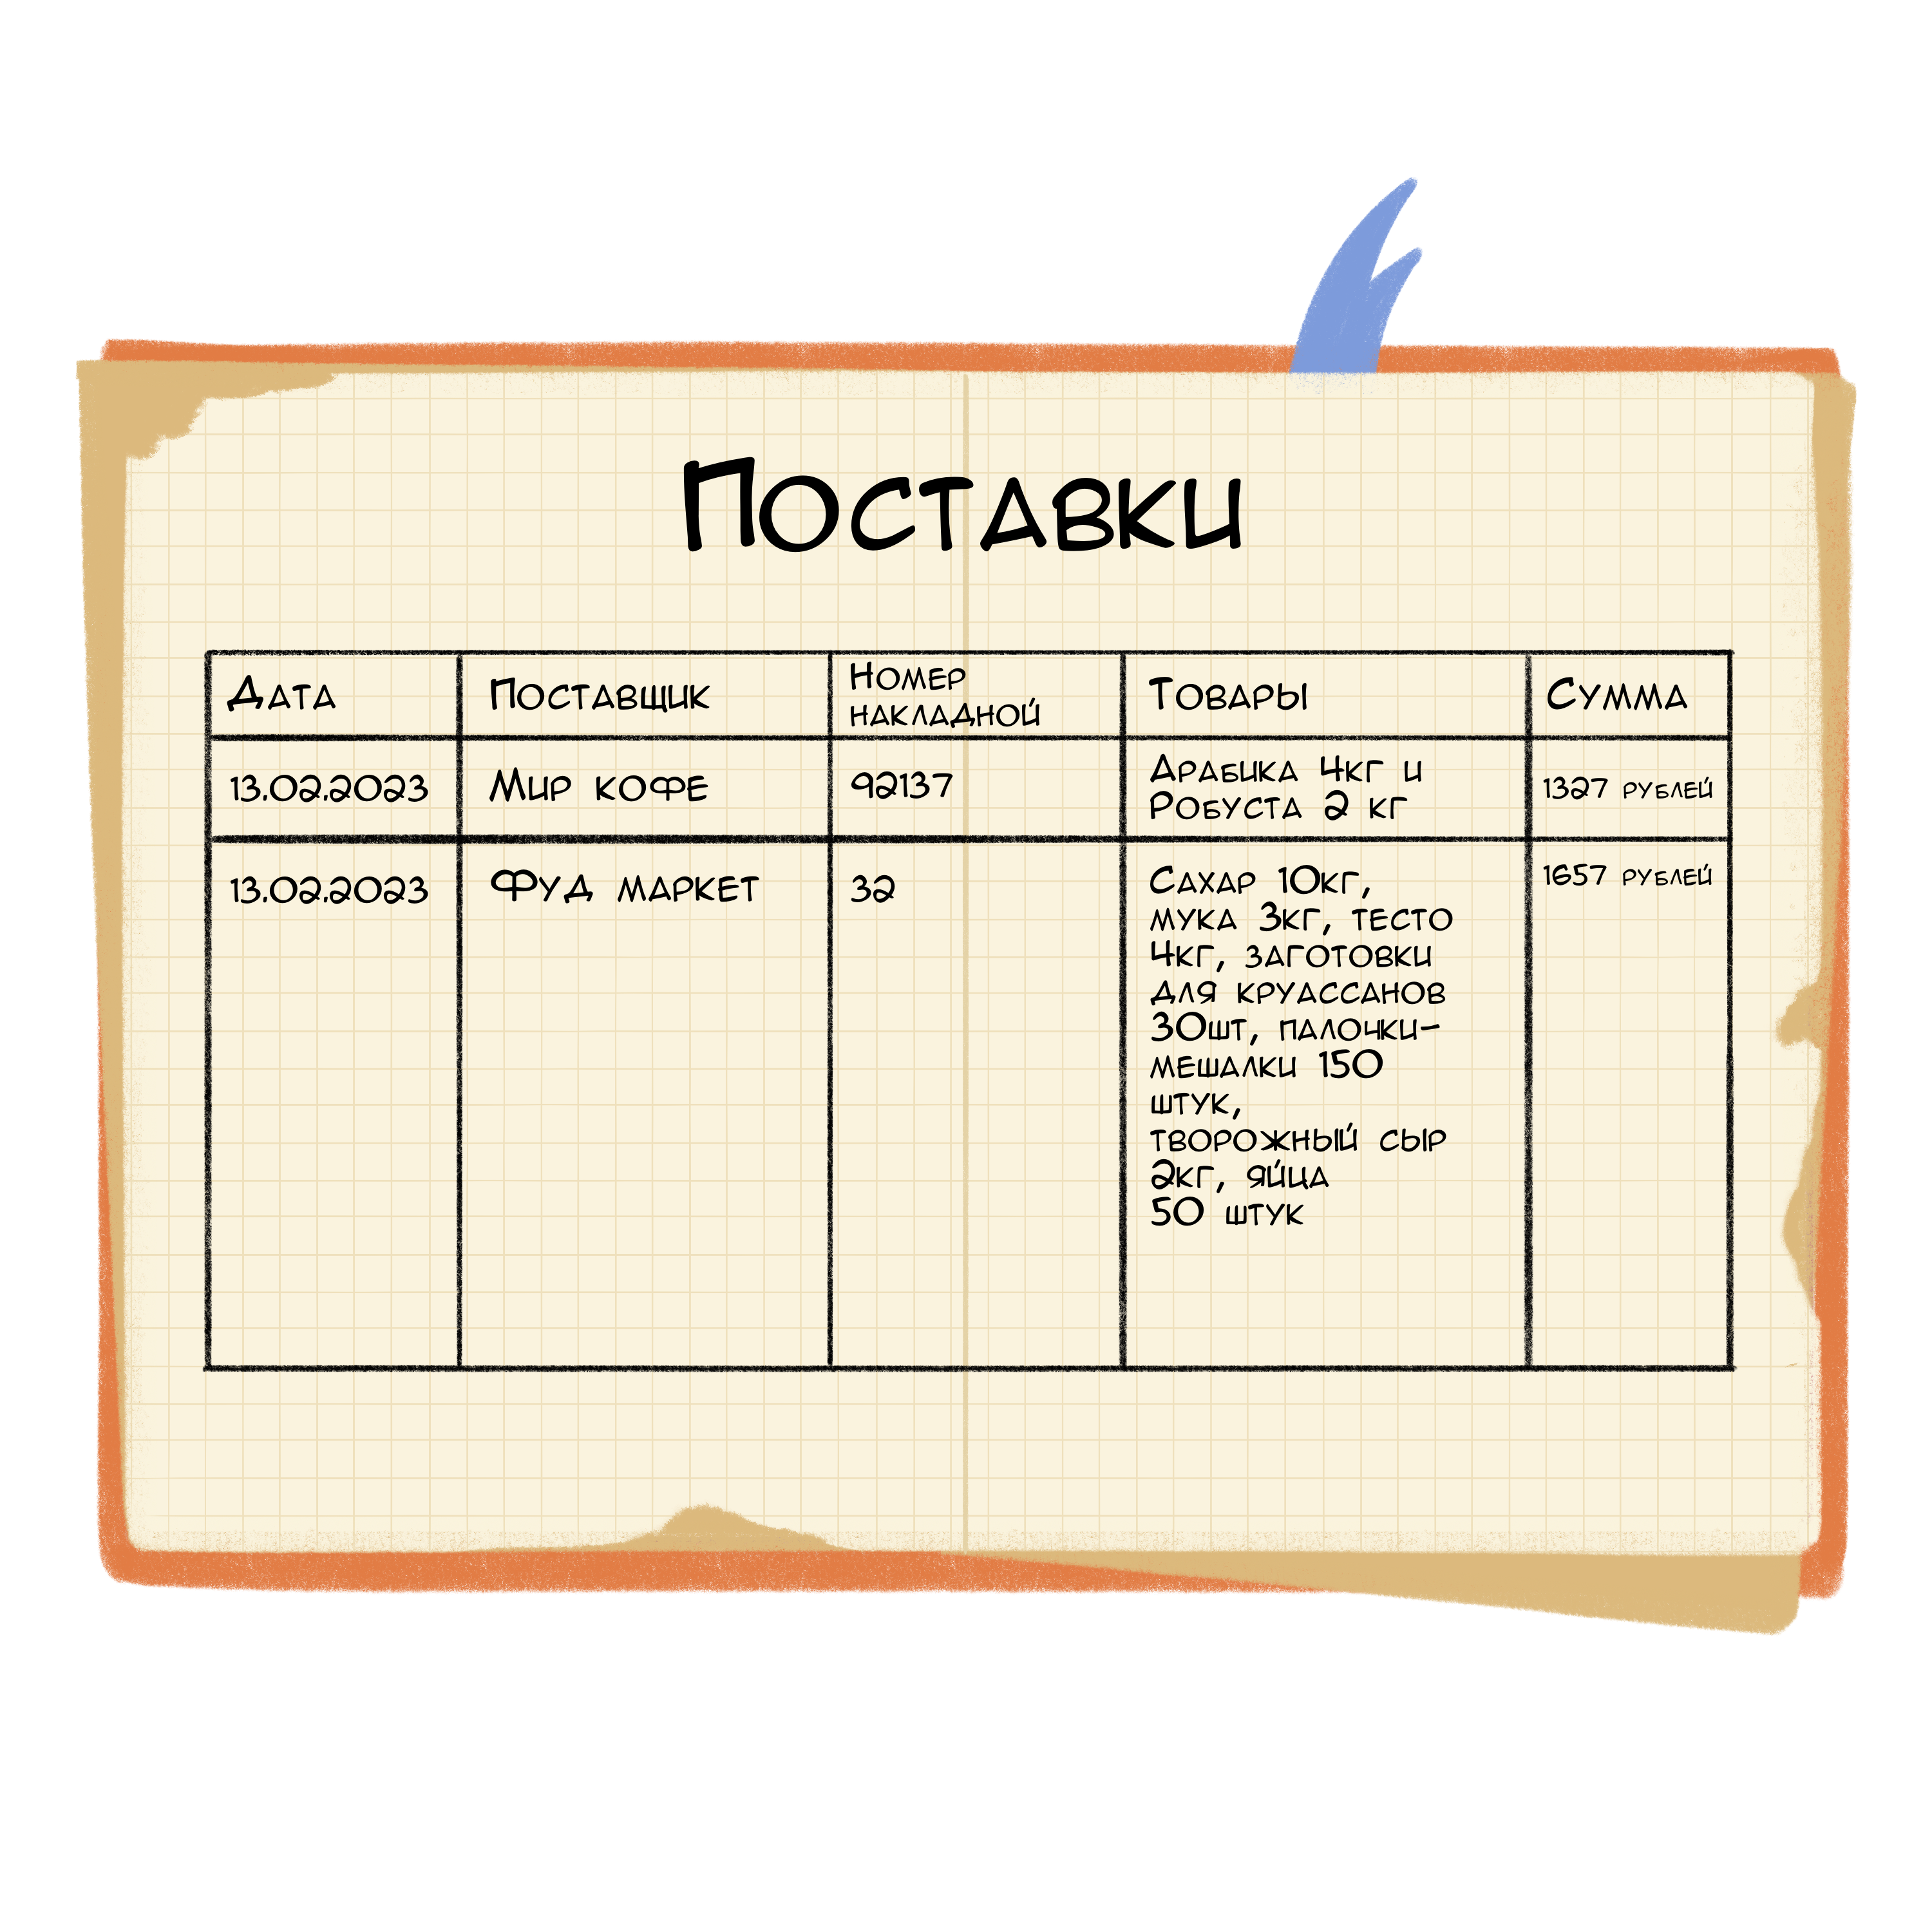 Поставки
Дата
Поставщик
Номер
накладной
Товары
Сумма
13.02.2023
Мир кофе
92137
Арабика 4кг и
Робуста 2 кг
1327 рублей
13.02.2023
Фуд маркет
32
Сахар 10кг,
мука 3кг, тесто
4кг, заготовки
для круассанов
30шт, палочки-
мешалки 150
штук,
творожный сыр
2кг, яйца
50 штук
1657 рублей